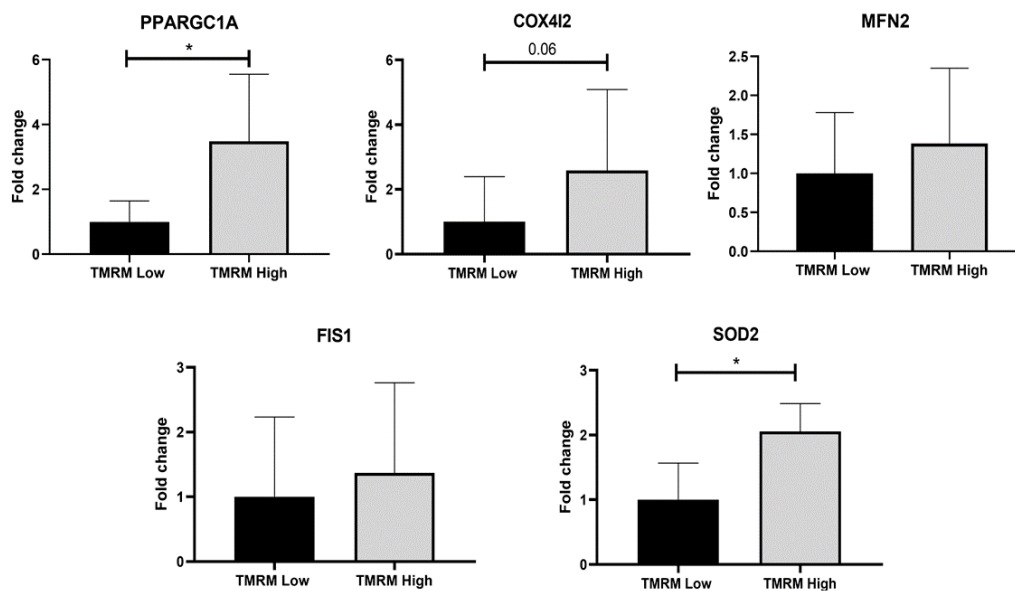 PPARGC1A
*
6
4
2
0
Fold change
TMRM Low TMRM High
COX4I2
0.06
6
4
2
0
Fold change
TMRM Low TMRM High
MFN2
2.5
2.0
1.5
1.0
0.5
0.0
Fold change
TMRM Low TMRM High
FIS1
3
2
1
0
Fold change
TMRM Low TMRM High
SOD2
*
3
2
1
0
Fold change
TMRM Low TMRM High